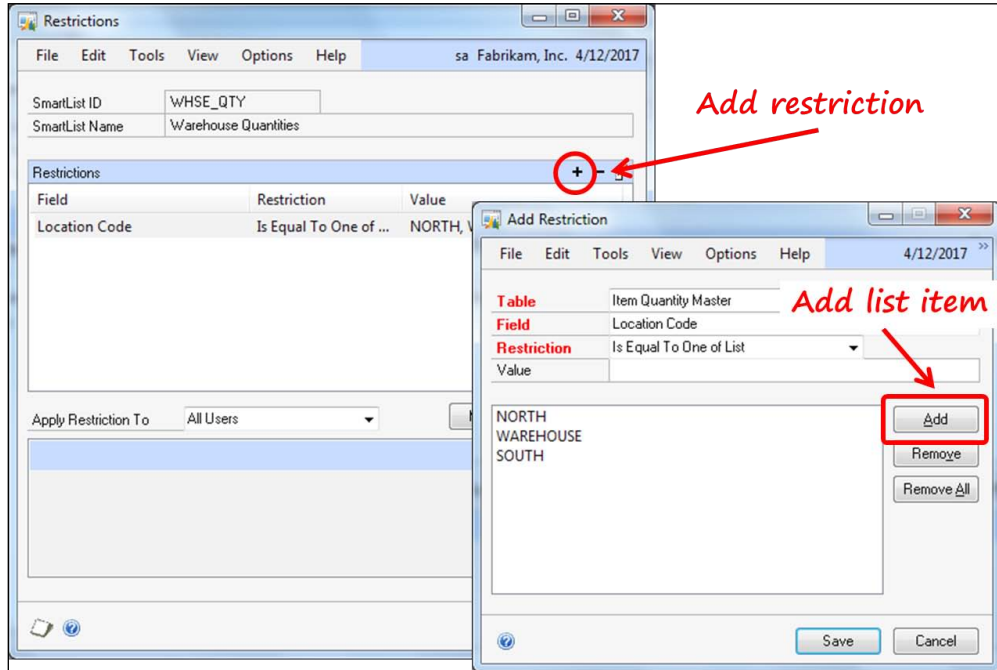 Restrictions
File Edit Tools View Options Help sa Fabrikam, Inc. 4/12/2017
SmartList ID WHSE_QTY
SmartList Name Warehouse Quantities
Add restriction
Restrictions + -
Field Restriction Value
Location Code Is Equal To One of ... NORTH,
Apply Restriction To All Users
Add Restriction
File Edit Tools View Options Help 4/12/2017 »
Table Item Quantity Master
Field Location Code
Restriction Is Equal To One of List
Value
Add list item
NORTH
WAREHOUSE
SOUTH
Add
Remove
Remove All
Save Cancel